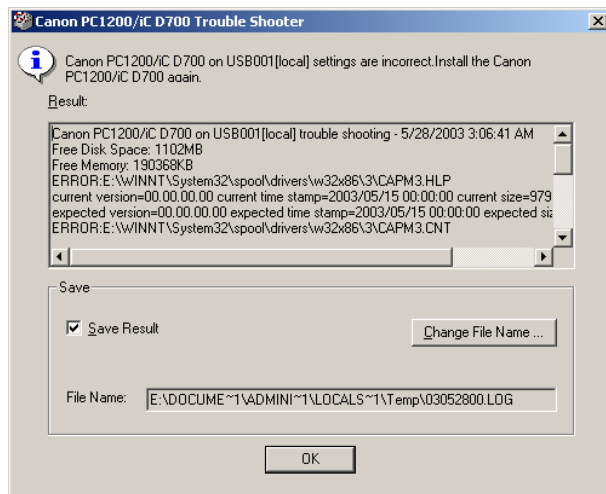 Canon PC1200/iC D700 Trouble Shooter
Canon PC1200/iC D700 on USB001[local] settings are incorrect.Install the Canon
PC1200/iC D700 again.
Result:
Canon PC1200/iC D700 on USB001[local] trouble shooting - 5/28/2003 3:06:41 AM
Free Disk Space: 1102MB
Free Memory: 190368KB
ERROR:E:\WINNT\System32\spool\drivers\w32x86\3\CAPM3.HLP
current version=00.00.00.00 current time stamp=2003/05/15 00:00:00 current size=979
expected version=00.00.00.00 expected time stamp=2003/05/15 00:00:00 expected siz
ERROR:E:\WINNT\System32\spool\drivers\w32x86\3\CAPM3.CNT
Save
Save Result
Change File Name ...
File Name:
E:\DOCUME~1\ADMINI~1\LOCALS~1\Temp\03052800.LOG
OK